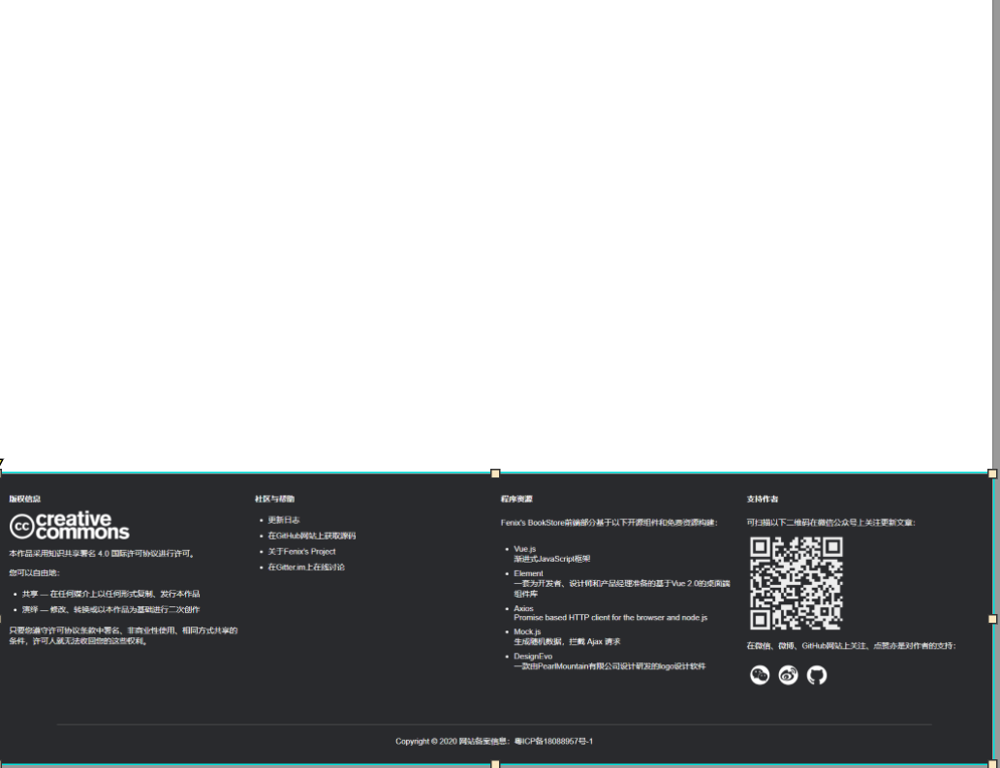 版权信息
cc creative commons
本作品采用知识共享署名 4.0 国际许可协议进行许可。
您可以自由地:
共享 — 在任何媒介上以任何形式复制、发行本作品
演绎 — 修改、转换或以本作品为基础进行二次创作
只要您遵守许可协议条款中署名、非商业性使用、相同方式共享的
条件，许可人就无法收回您的这些权利。
社区与帮助
更新日志
在GitHub网站上获取源码
关于Fenix's Project
在Gitter.im上在线讨论
程序资源
Fenix's BookStore前端部分基于以下开源组件和免费资源构建:
Vue.js
渐进式JavaScript框架
Element
一套为开发者、设计师和产品经理准备的基于Vue 2.0的桌面端
组件库
Axios
Promise based HTTP client for the browser and node.js
Mock.js
生成随机数据，拦截 Ajax 请求
DesignEvo
一款由PearlMountain有限公司设计研发的logo设计软件
支持作者
可扫描以下二维码在微信公众号上关注更新文章:
在微信、微博、GitHub网站上关注、点赞亦是对作者的支持:
Copyright © 2020 网站备案信息：粤ICP备18088957号-1